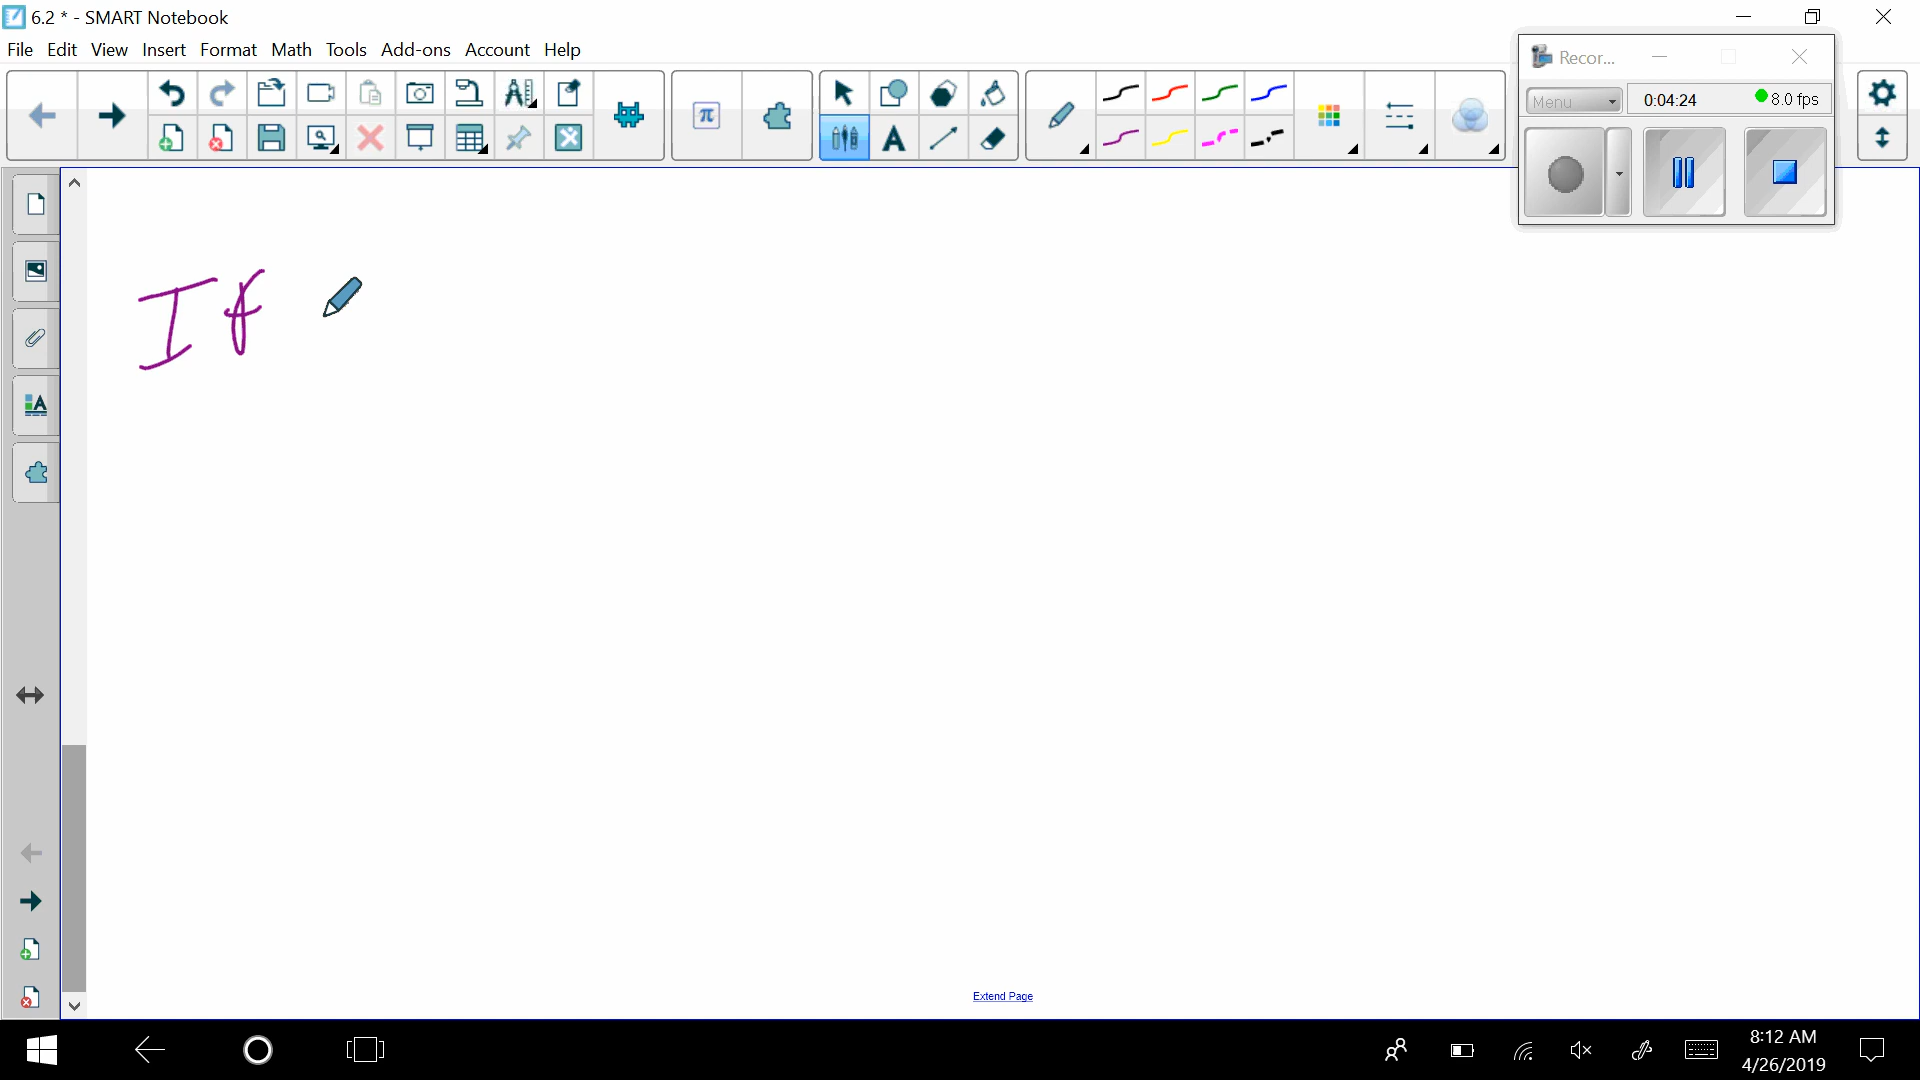 6.2 * - SMART Notebook
File Edit View Insert Format Math Tools Add-ons Account Help
Recor...
Menu 0:04:24 8.0 fps
π
A
If
A
Extend Page
8:12 AM
4/26/2019